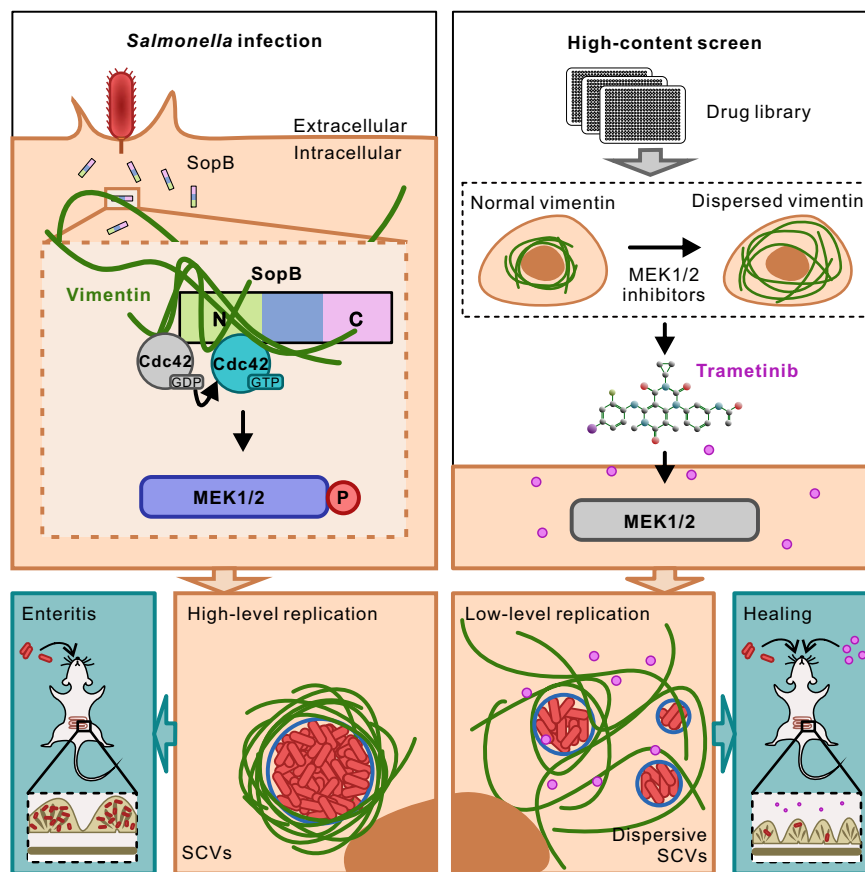 Salmonella infection
Extracellular
Intracellular
SopB
SopB
Vimentin
N
C
Cdc42
GDP
Cdc42
GTP
MEK1/2
P
High-content screen
Drug library
Normal vimentin
Dispersed vimentin
MEK1/2
inhibitors
Trametinib
MEK1/2
Enteritis
High-level replication
SCVs
Low-level replication
Dispersive
SCVs
Healing